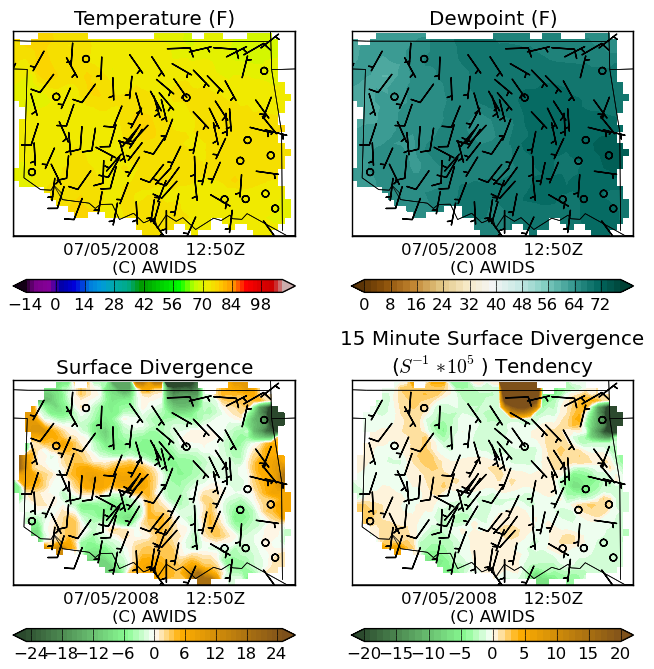 Temperature (F)
07/05/2008 12:50Z
(C) AWIDS
−14 0 14 28 42 56 70 84 98
Dewpoint (F)
07/05/2008 12:50Z
(C) AWIDS
0 8 16 24 32 40 48 56 64 72
Surface Divergence
07/05/2008 12:50Z
(C) AWIDS
−24 −18 −12 −6 0 6 12 18 24
15 Minute Surface Divergence
(S⁻¹ *10⁵ ) Tendency
07/05/2008 12:50Z
(C) AWIDS
−20 −15 −10 −5 0 5 10 15 20